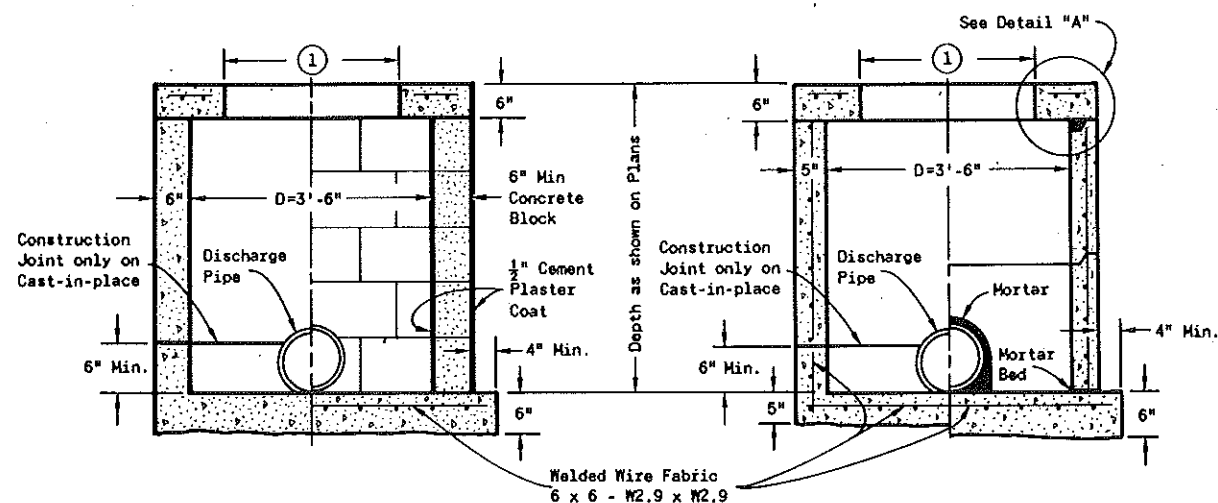 See Detail "A"
1
1
6"
6"
6"
D=3'-6"
6" Min
Concrete
Block
5"
D=3'-6"
Construction
Joint only on
Cast-in-place
Discharge
Pipe
1/2" Cement
Plaster
Coat
Depth as shown on Plans
Construction
Joint only on
Cast-in-place
Discharge
Pipe
Mortar
6" Min.
4" Min.
6" Min.
Mortar
Bed
4" Min.
6"
5"
6"
Welded Wire Fabric
6 x 6 - W2.9 x W2.9